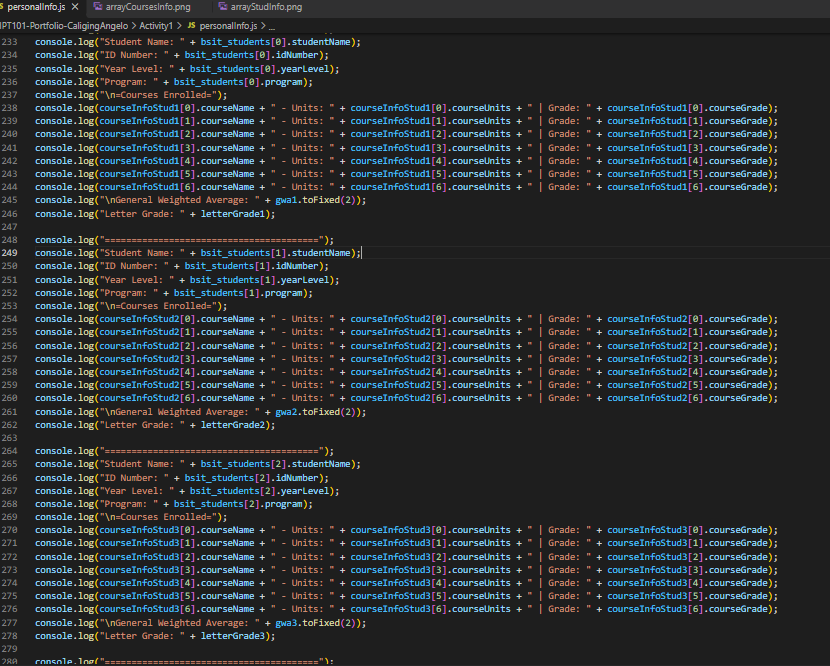 JS personalInfo.js X arrayCoursesInfo.png arrayStudInfo.png
IPT101-Portfolio-CaligingAngelo > Activity1 > JS personalInfo.js > ...
233 console.log("Student Name: " + bsit_students[0].studentName);
234 console.log("ID Number: " + bsit_students[0].idNumber);
235 console.log("Year Level: " + bsit_students[0].yearLevel);
236 console.log("Program: " + bsit_students[0].program);
237 console.log("\n=Courses Enrolled=");
238 console.log(courseInfoStud1[0].courseName + " - Units: " + courseInfoStud1[0].courseUnits + " | Grade: " + courseInfoStud1[0].courseGrade);
239 console.log(courseInfoStud1[1].courseName + " - Units: " + courseInfoStud1[1].courseUnits + " | Grade: " + courseInfoStud1[1].courseGrade);
240 console.log(courseInfoStud1[2].courseName + " - Units: " + courseInfoStud1[2].courseUnits + " | Grade: " + courseInfoStud1[2].courseGrade);
241 console.log(courseInfoStud1[3].courseName + " - Units: " + courseInfoStud1[3].courseUnits + " | Grade: " + courseInfoStud1[3].courseGrade);
242 console.log(courseInfoStud1[4].courseName + " - Units: " + courseInfoStud1[4].courseUnits + " | Grade: " + courseInfoStud1[4].courseGrade);
243 console.log(courseInfoStud1[5].courseName + " - Units: " + courseInfoStud1[5].courseUnits + " | Grade: " + courseInfoStud1[5].courseGrade);
244 console.log(courseInfoStud1[6].courseName + " - Units: " + courseInfoStud1[6].courseUnits + " | Grade: " + courseInfoStud1[6].courseGrade);
245 console.log("\nGeneral Weighted Average: " + gwa1.toFixed(2));
246 console.log("Letter Grade: " + letterGrade1);
247
248 console.log("========================================");
249 console.log("Student Name: " + bsit_students[1].studentName);
250 console.log("ID Number: " + bsit_students[1].idNumber);
251 console.log("Year Level: " + bsit_students[1].yearLevel);
252 console.log("Program: " + bsit_students[1].program);
253 console.log("\n=Courses Enrolled=");
254 console.log(courseInfoStud2[0].courseName + " - Units: " + courseInfoStud2[0].courseUnits + " | Grade: " + courseInfoStud2[0].courseGrade);
255 console.log(courseInfoStud2[1].courseName + " - Units: " + courseInfoStud2[1].courseUnits + " | Grade: " + courseInfoStud2[1].courseGrade);
256 console.log(courseInfoStud2[2].courseName + " - Units: " + courseInfoStud2[2].courseUnits + " | Grade: " + courseInfoStud2[2].courseGrade);
257 console.log(courseInfoStud2[3].courseName + " - Units: " + courseInfoStud2[3].courseUnits + " | Grade: " + courseInfoStud2[3].courseGrade);
258 console.log(courseInfoStud2[4].courseName + " - Units: " + courseInfoStud2[4].courseUnits + " | Grade: " + courseInfoStud2[4].courseGrade);
259 console.log(courseInfoStud2[5].courseName + " - Units: " + courseInfoStud2[5].courseUnits + " | Grade: " + courseInfoStud2[5].courseGrade);
260 console.log(courseInfoStud2[6].courseName + " - Units: " + courseInfoStud2[6].courseUnits + " | Grade: " + courseInfoStud2[6].courseGrade);
261 console.log("\nGeneral Weighted Average: " + gwa2.toFixed(2));
262 console.log("Letter Grade: " + letterGrade2);
263
264 console.log("========================================");
265 console.log("Student Name: " + bsit_students[2].studentName);
266 console.log("ID Number: " + bsit_students[2].idNumber);
267 console.log("Year Level: " + bsit_students[2].yearLevel);
268 console.log("Program: " + bsit_students[2].program);
269 console.log("\n=Courses Enrolled=");
270 console.log(courseInfoStud3[0].courseName + " - Units: " + courseInfoStud3[0].courseUnits + " | Grade: " + courseInfoStud3[0].courseGrade);
271 console.log(courseInfoStud3[1].courseName + " - Units: " + courseInfoStud3[1].courseUnits + " | Grade: " + courseInfoStud3[1].courseGrade);
272 console.log(courseInfoStud3[2].courseName + " - Units: " + courseInfoStud3[2].courseUnits + " | Grade: " + courseInfoStud3[2].courseGrade);
273 console.log(courseInfoStud3[3].courseName + " - Units: " + courseInfoStud3[3].courseUnits + " | Grade: " + courseInfoStud3[3].courseGrade);
274 console.log(courseInfoStud3[4].courseName + " - Units: " + courseInfoStud3[4].courseUnits + " | Grade: " + courseInfoStud3[4].courseGrade);
275 console.log(courseInfoStud3[5].courseName + " - Units: " + courseInfoStud3[5].courseUnits + " | Grade: " + courseInfoStud3[5].courseGrade);
276 console.log(courseInfoStud3[6].courseName + " - Units: " + courseInfoStud3[6].courseUnits + " | Grade: " + courseInfoStud3[6].courseGrade);
277 console.log("\nGeneral Weighted Average: " + gwa3.toFixed(2));
278 console.log("Letter Grade: " + letterGrade3);
279
280 console.log("========================================");